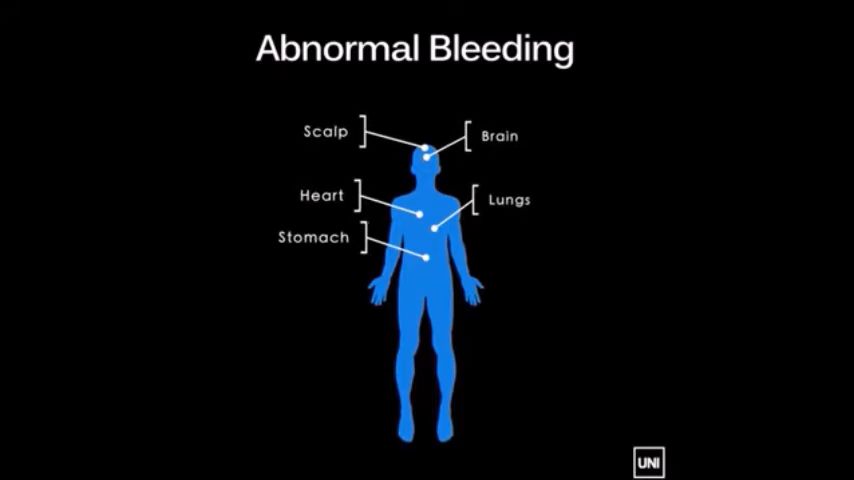 Abnormal Bleeding
Scalp
Brain
Heart
Lungs
Stomach
UNI